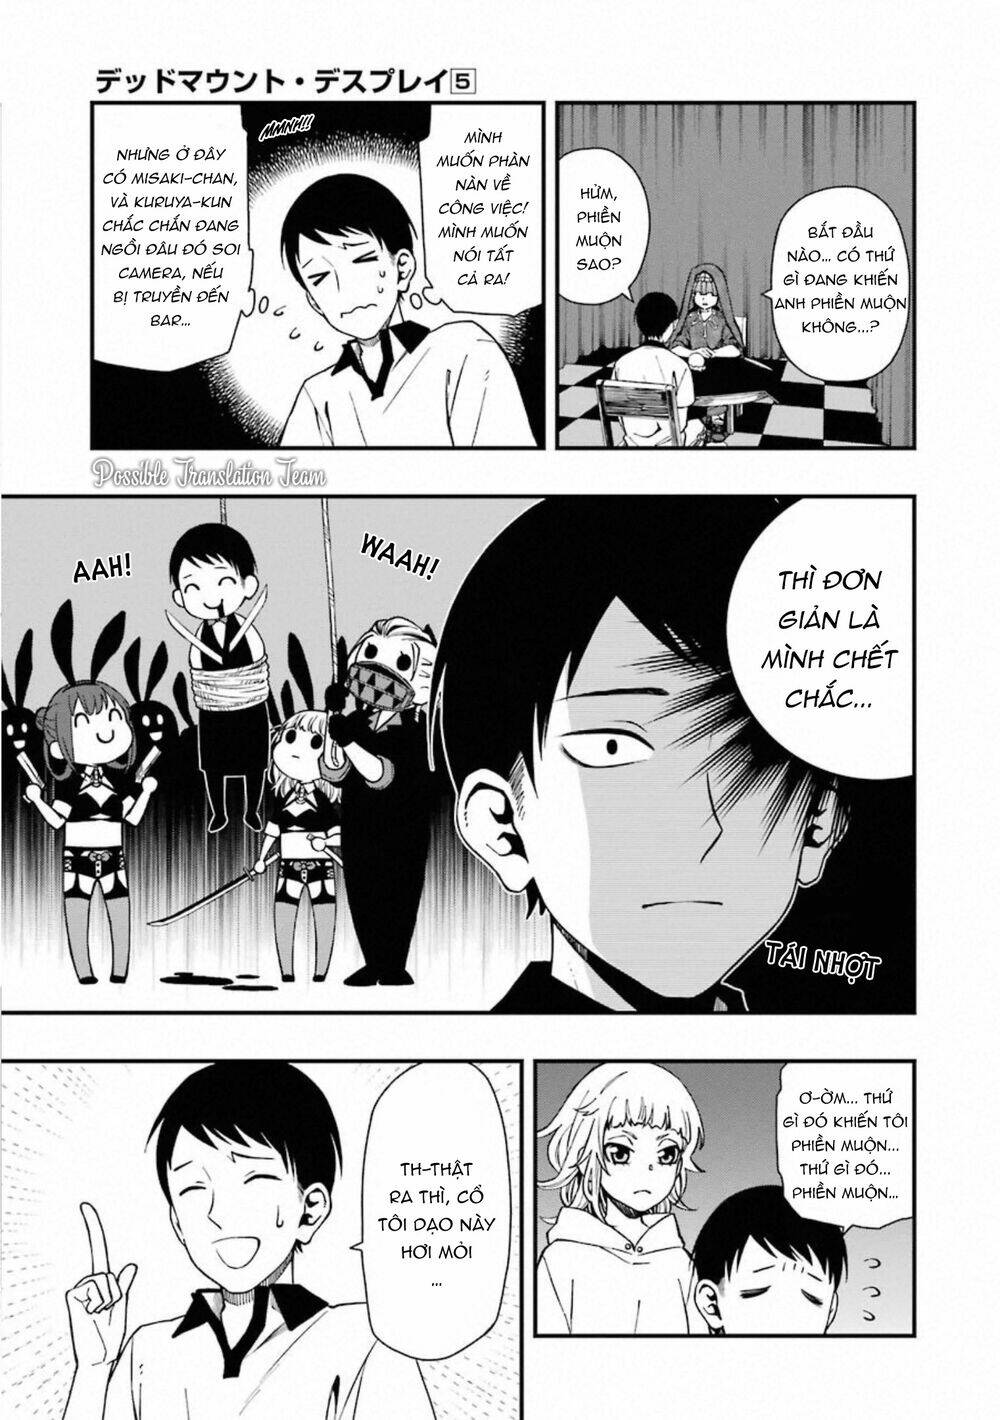 デッドマウント・デスプレイ5
BẮT ĐẦU
NÀO... CÓ THỨ
GÌ ĐANG KHIẾN
ANH PHIỀN MUỘN
KHÔNG...?
HỬM,
PHIỀN
MUỘN
SAO?
MÌNH
MUỐN PHÀN
NÀN VỀ
CÔNG VIỆC!
MÌNH MUỐN
NÓI TẤT
CẢ RA!
MMNH!!!
NHƯNG Ở ĐÂY
CÓ MISAKI-CHAN,
VÀ KURUYA-KUN
CHẮC CHẮN ĐANG
NGỒI ĐÂU ĐÓ SOI
CAMERA, NẾU
BỊ TRUYỀN ĐẾN
BAR...
Possible Translation Team
THÌ ĐƠN
GIẢN LÀ
MÌNH CHẾT
CHẮC...
WAAH!
AAH!
TÁI NHỢT
Ơ-ỜM... THỨ
GÌ ĐÓ KHIẾN TÔI
PHIỀN MUỘN...
THỨ GÌ ĐÓ...
PHIỀN MUỘN...
TH-THẬT
RA THÌ, CỔ
TÔI DẠO NÀY
HƠI MỎI
...